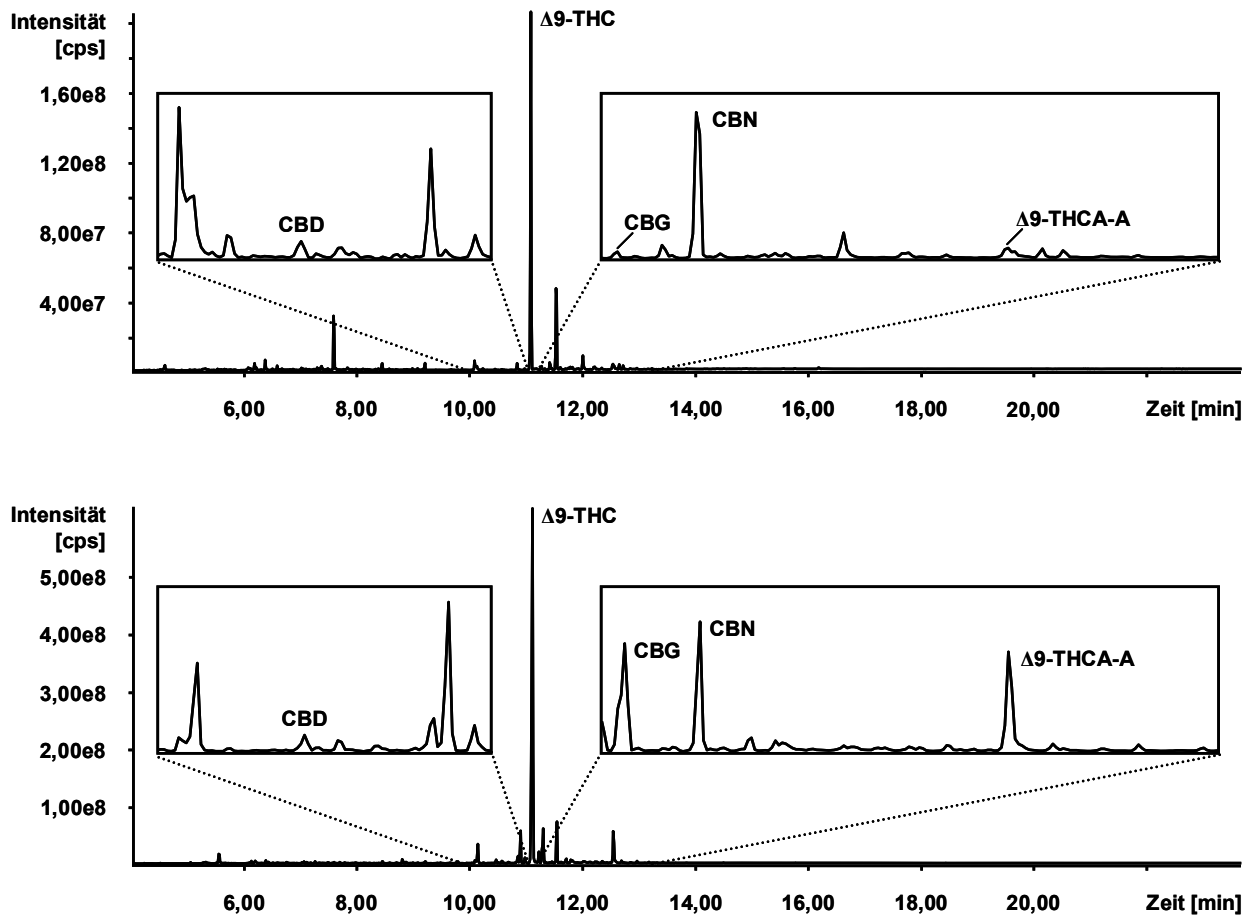 Intensität
[cps]
Δ9-THC
1,60e8
1,20e8
8,00e7
4,00e7
CBD
CBN
CBG
Δ9-THCA-A
6,00 8,00 10,00 12,00 14,00 16,00 18,00 20,00 Zeit [min]
Intensität
[cps]
Δ9-THC
5,00e8
4,00e8
3,00e8
2,00e8
1,00e8
CBD
CBG
CBN
Δ9-THCA-A
6,00 8,00 10,00 12,00 14,00 16,00 18,00 20,00 Zeit [min]